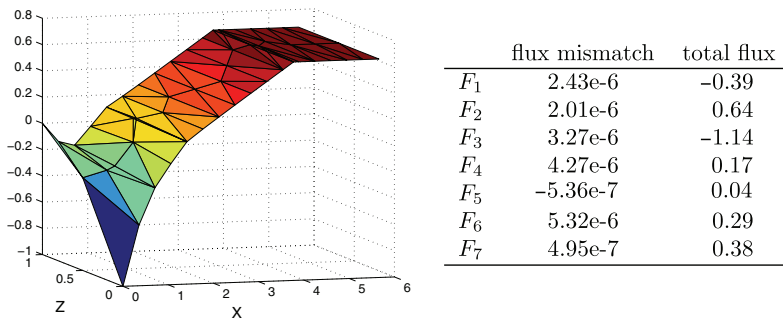 0.8
0.6
0.4
0.2
0
−0.2
−0.4
−0.6
−0.8
−1
1
0.5
0
Z
0
1
2
3
4
5
6
X
flux mismatch total flux
F1 2.43e-6 −0.39
F2 2.01e-6 0.64
F3 3.27e-6 −1.14
F4 4.27e-6 0.17
F5 −5.36e-7 0.04
F6 5.32e-6 0.29
F7 4.95e-7 0.38